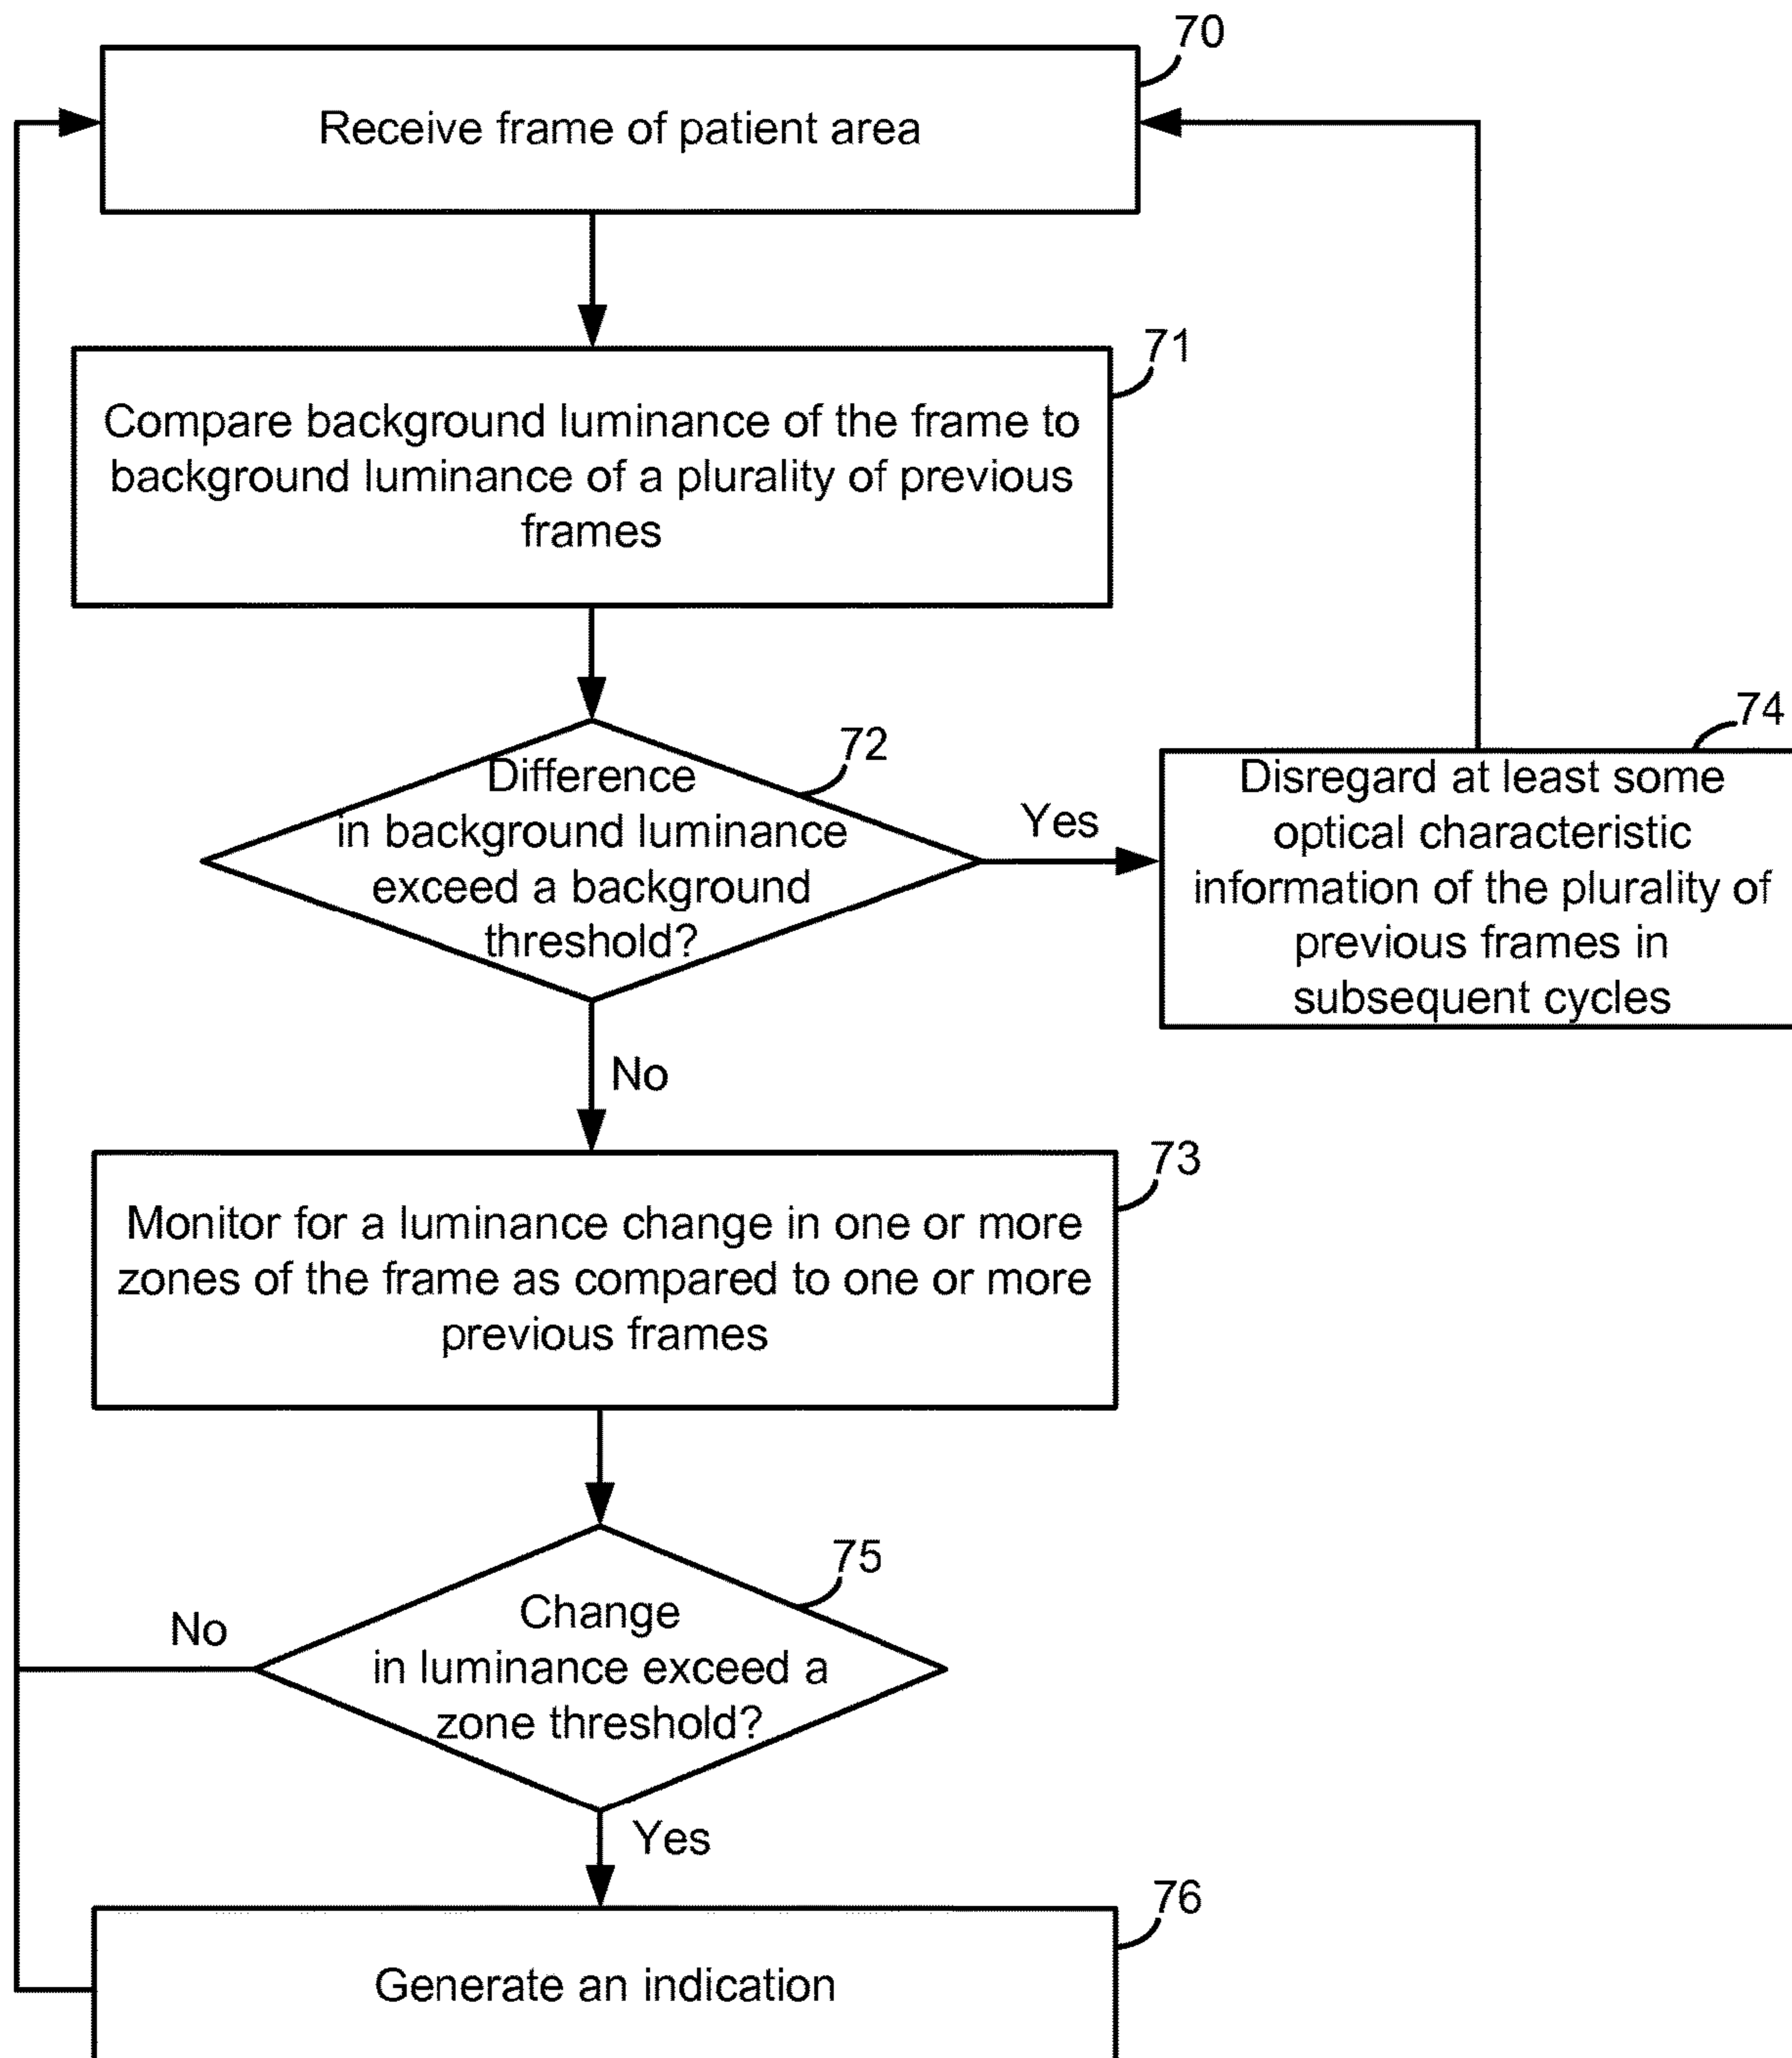 70
Receive frame of patient area
71
Compare background luminance of the frame to
background luminance of a plurality of previous
frames
72
Difference
in background luminance
exceed a background
threshold?
Yes
74
Disregard at least some
optical characteristic
information of the plurality of
previous frames in
subsequent cycles
No
73
Monitor for a luminance change in one or more
zones of the frame as compared to one or more
previous frames
75
Change
in luminance exceed a
zone threshold?
No
Yes
76
Generate an indication